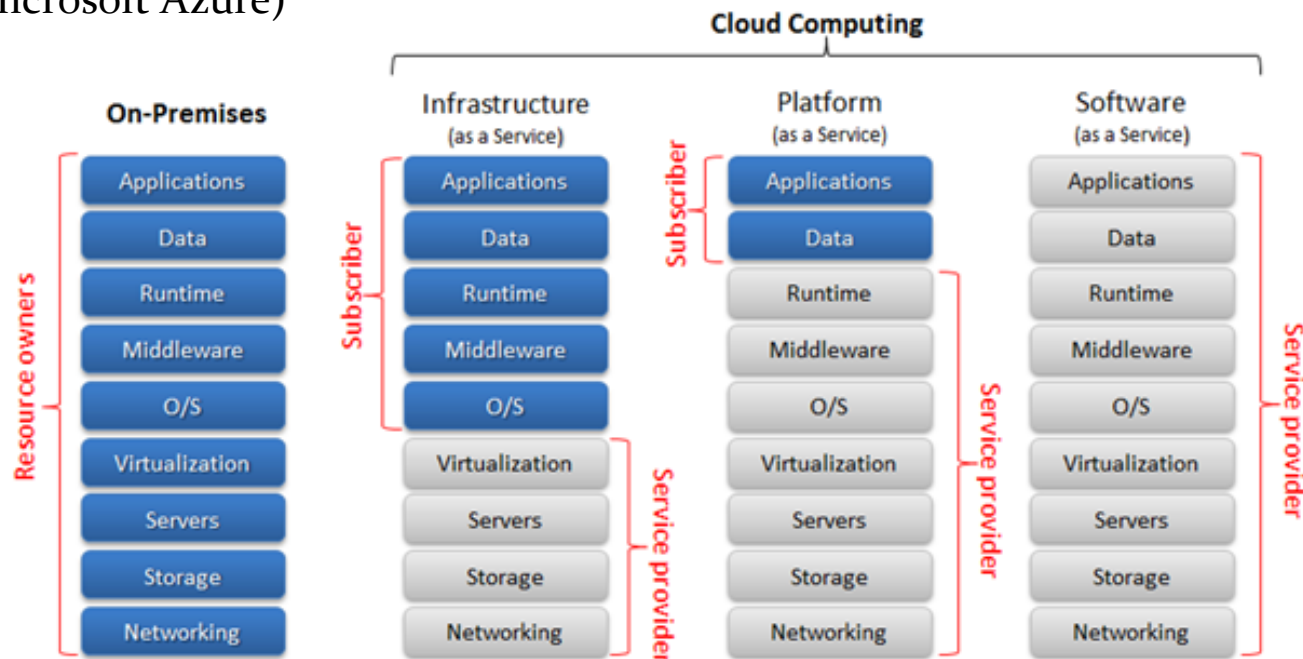 icrosoft Azure)
Cloud Computing
On-Premises
Infrastructure
(as a Service)
Platform
(as a Service)
Software
(as a Service)
Resource owners
Applications
Data
Runtime
Middleware
O/S
Virtualization
Servers
Storage
Networking
Subscriber
Applications
Data
Runtime
Middleware
O/S
Virtualization
Servers
Storage
Networking
Service provider
Subscriber
Applications
Data
Runtime
Middleware
O/S
Virtualization
Servers
Storage
Networking
Service provider
Applications
Data
Runtime
Middleware
O/S
Virtualization
Servers
Storage
Networking
Service provider